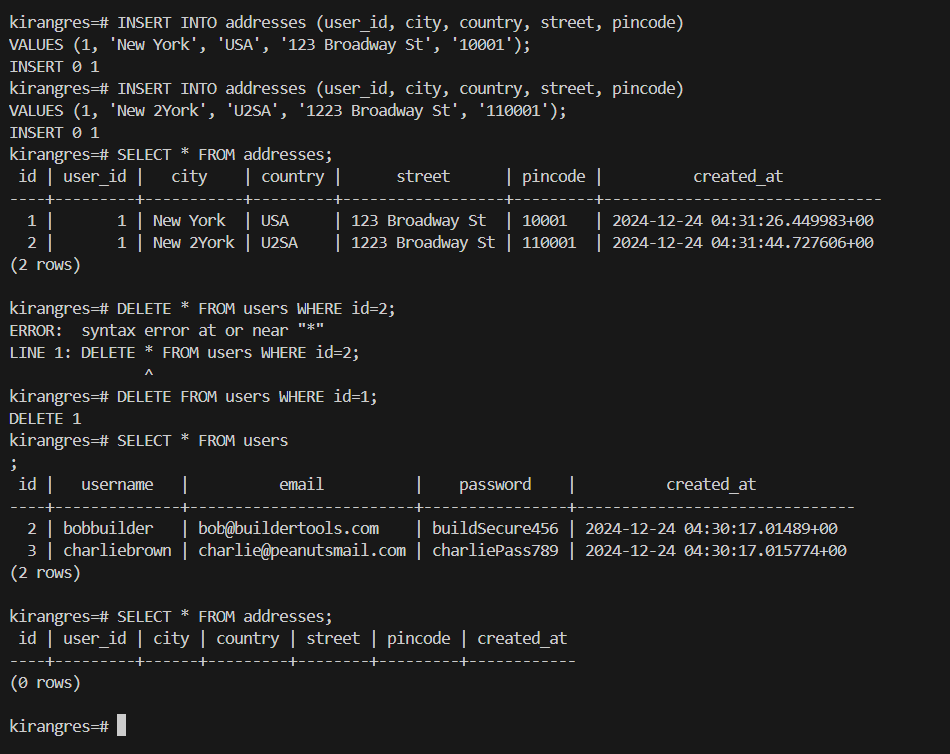 kirangres=# INSERT INTO addresses (user_id, city, country, street, pincode)
VALUES (1, 'New York', 'USA', '123 Broadway St', '10001');
INSERT 0 1
kirangres=# INSERT INTO addresses (user_id, city, country, street, pincode)
VALUES (1, 'New 2York', 'U2SA', '1223 Broadway St', '110001');
INSERT 0 1
kirangres=# SELECT * FROM addresses;
 id | user_id |   city    | country |      street      | pincode |          created_at
----+---------+-----------+---------+------------------+---------+-------------------------------
  1 |       1 | New York  | USA     | 123 Broadway St  | 10001   | 2024-12-24 04:31:26.449983+00
  2 |       1 | New 2York | U2SA    | 1223 Broadway St | 110001  | 2024-12-24 04:31:44.727606+00
(2 rows)

kirangres=# DELETE * FROM users WHERE id=2;
ERROR:  syntax error at or near "*"
LINE 1: DELETE * FROM users WHERE id=2;
               ^
kirangres=# DELETE FROM users WHERE id=1;
DELETE 1
kirangres=# SELECT * FROM users
;
 id |   username   |          email          |    password    |          created_at
----+--------------+-------------------------+----------------+-------------------------------
  2 | bobbuilder   | bob@buildertools.com    | buildSecure456 | 2024-12-24 04:30:17.01489+00
  3 | charliebrown | charlie@peanutsmail.com | charliePass789 | 2024-12-24 04:30:17.015774+00
(2 rows)

kirangres=# SELECT * FROM addresses;
 id | user_id | city | country | street | pincode | created_at
----+---------+------+---------+--------+---------+------------
(0 rows)

kirangres=#